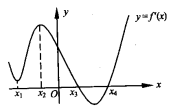 y
y=f'(x)
x₁ x₂ O x₃ x₄ x